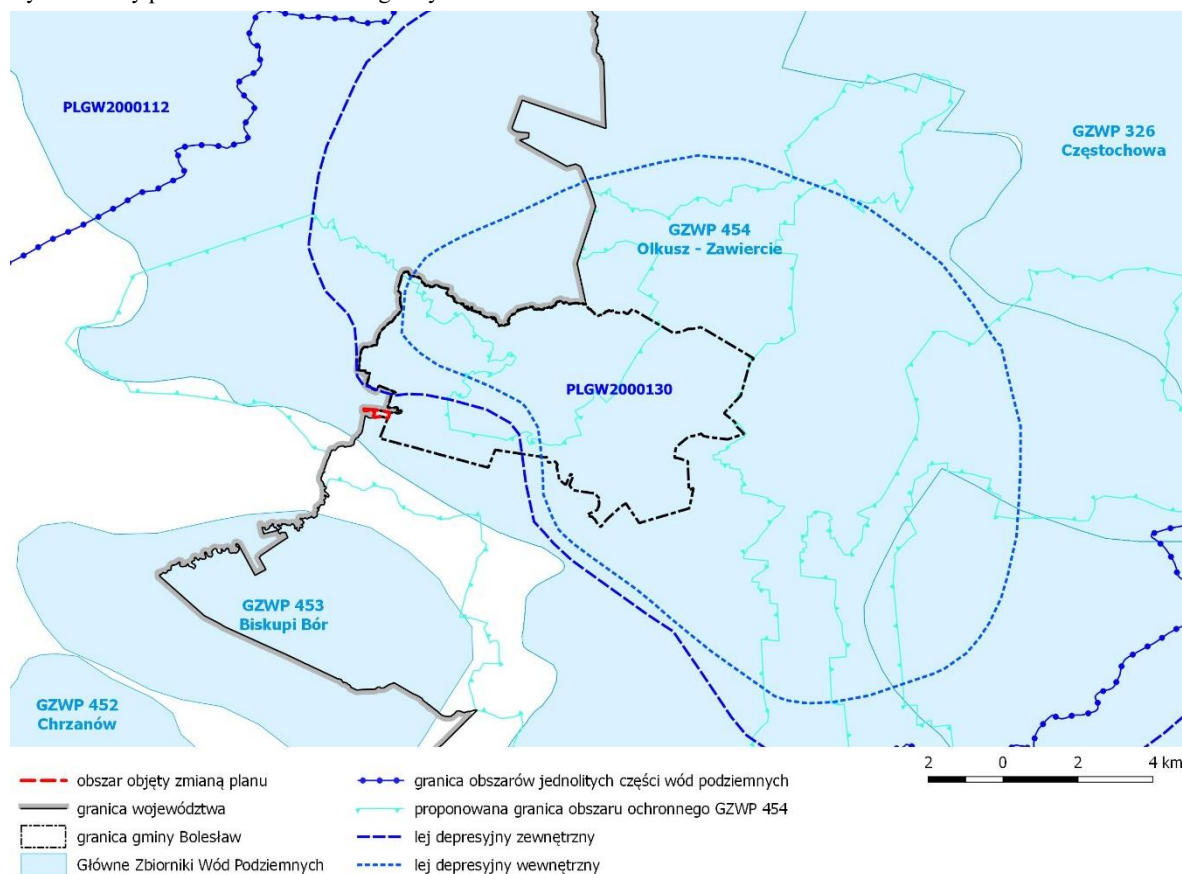 PLGW2000112
GZWP 326
Częstochowa
GZWP 454
Olkusz - Zawiercie
PLGW2000130
GZWP 453
Biskupi Bór
GZWP 452
Chrzanów
2 0 2 4 km
obszar objęty zmianą planu
granica województwa
granica gminy Bolesław
Główne Zbiorniki Wód Podziemnych
granica obszarów jednolitych części wód podziemnych
proponowana granica obszaru ochronnego GZWP 454
lej depresyjny zewnętrzny
lej depresyjny wewnętrzny